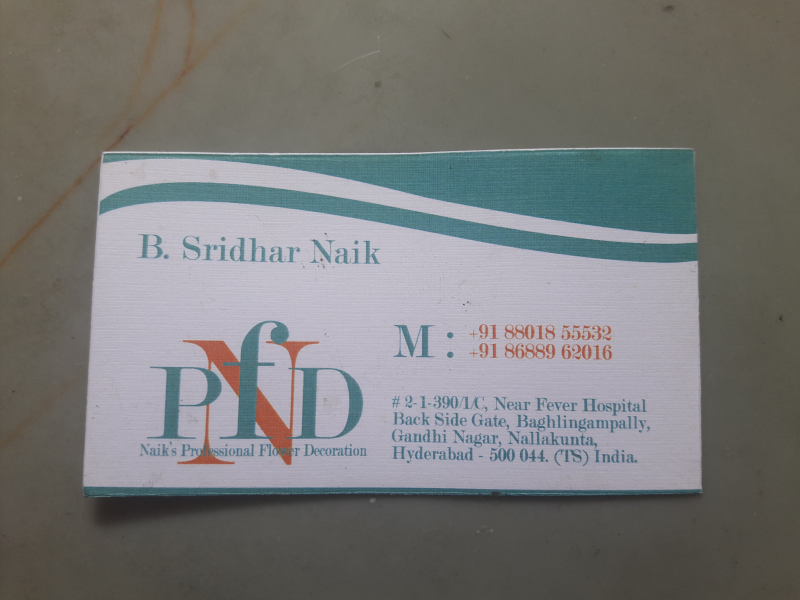 B. Sridhar Naik
PfD
N
Naik's Professional Flower Decoration
M : +91 88018 55532
+91 86889 62016
# 2-1-390/1/C, Near Fever Hospital
Back Side Gate, Baghlingampally,
Gandhi Nagar, Nallakunta,
Hyderabad - 500 044. (TS) India.